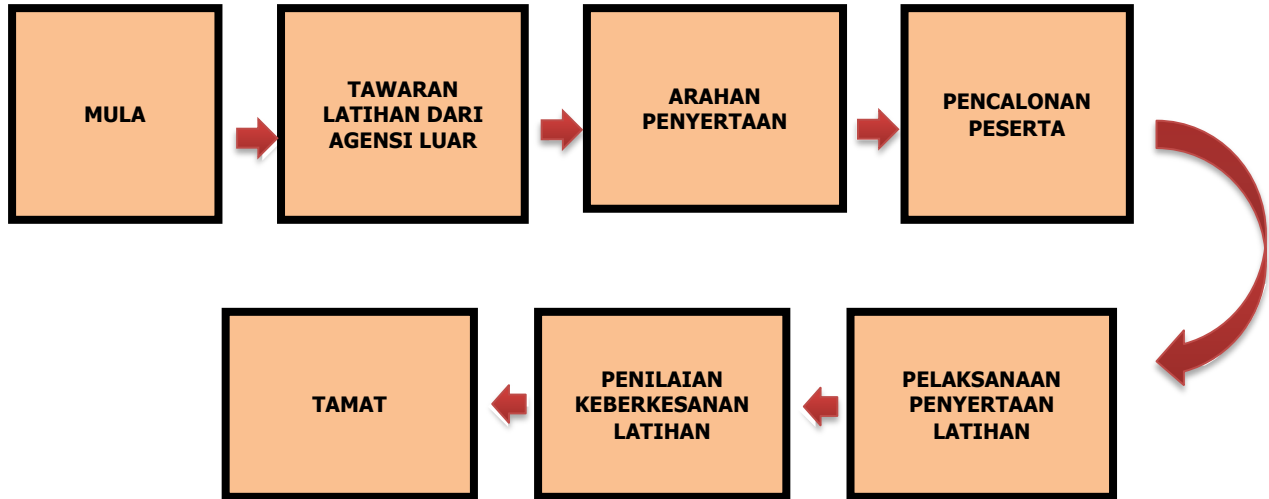 MULA
TAWARAN
LATIHAN DARI
AGENSI LUAR
ARAHAN
PENYERTAAN
PENCALONAN
PESERTA
PELAKSANAAN
PENYERTAAN
LATIHAN
PENILAIAN
KEBERKESANAN
LATIHAN
TAMAT